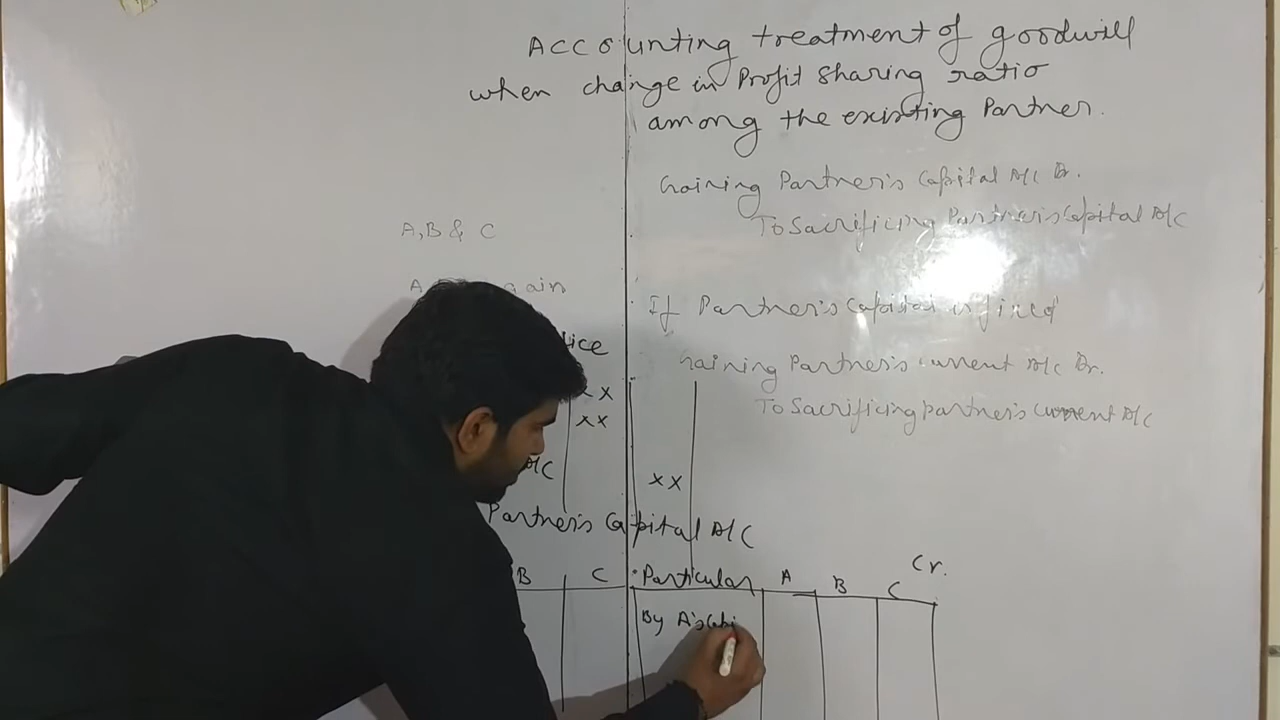 Accounting treatment of goodwill
when change in Profit sharing ratio
among the existing Partner.
Gaining Partner's Capital A/C Dr.
To Sacrificing Partner's Capital A/C
A, B & C
A
gain
If Partner's Capital is fixed
Gaining Partner's current A/C Dr.
To Sacrificing partner's current A/C
xx
xx
A/C
xx
Partner's Capital A/C
Cr.
B C Particular A B C
By A's Capi